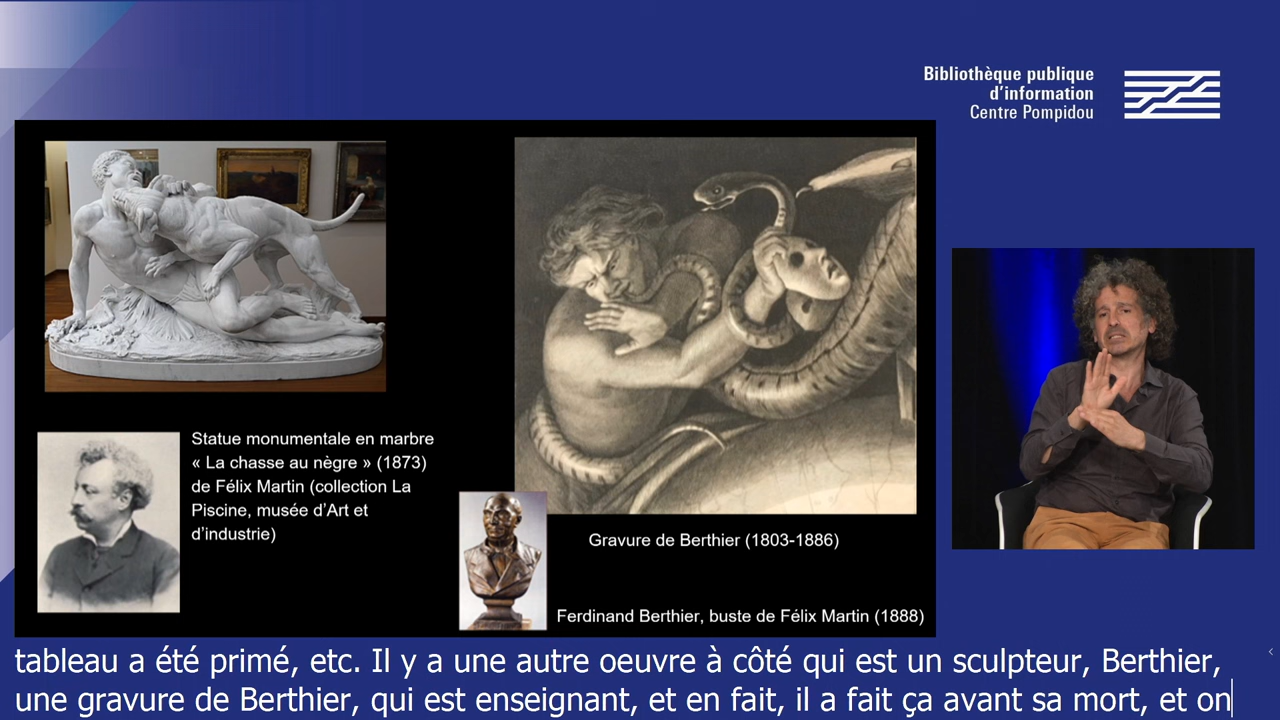 Bibliothèque publique
d'information
Centre Pompidou
Statue monumentale en marbre
« La chasse au nègre » (1873)
de Félix Martin (collection La
Piscine, musée d'Art et
d'industrie)
Gravure de Berthier (1803-1886)
Ferdinand Berthier, buste de Félix Martin (1888)
tableau a été primé, etc. Il y a une autre oeuvre à côté qui est un sculpteur, Berthier,
une gravure de Berthier, qui est enseignant, et en fait, il a fait ça avant sa mort, et on